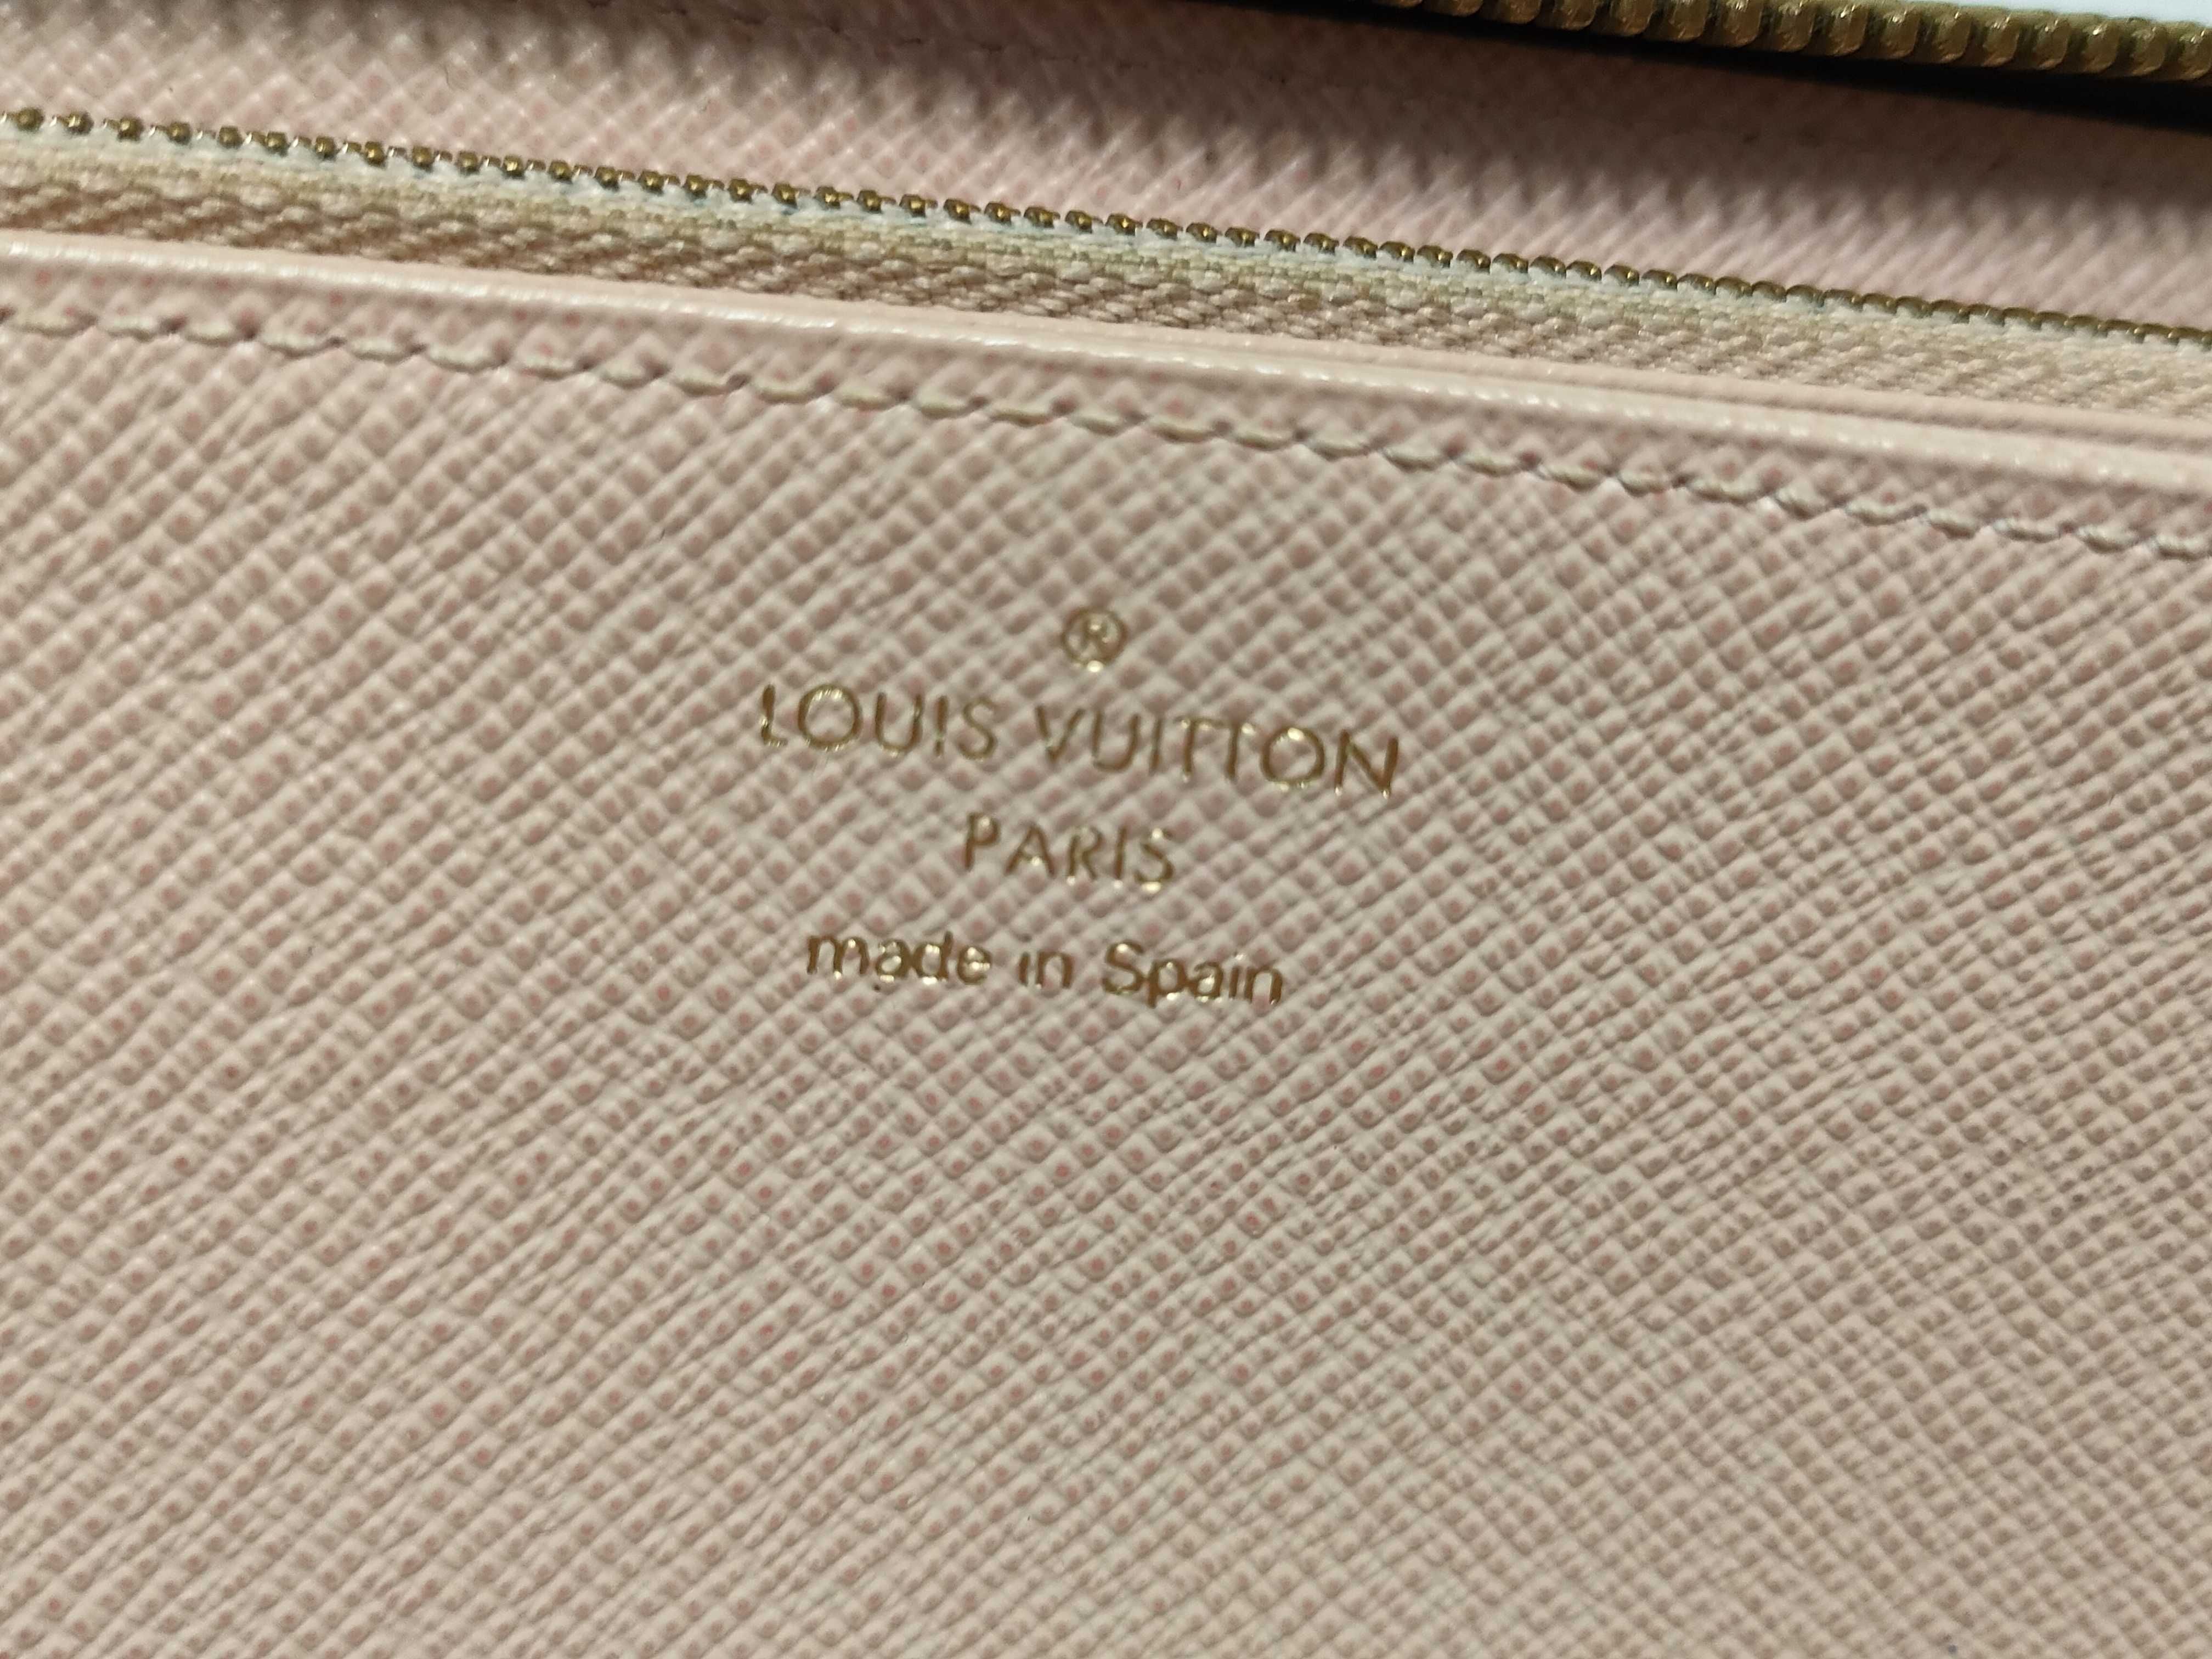 ®
LOUIS VUITTON
PARIS
made in Spain